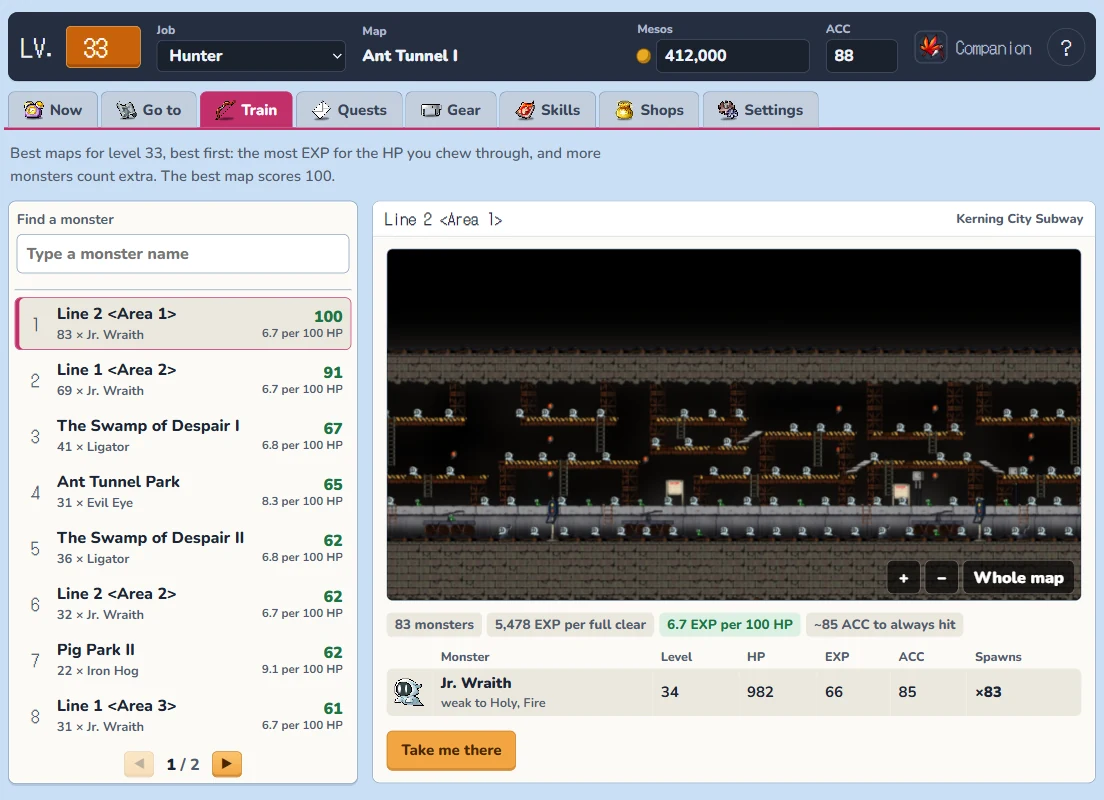 LV.
33
Job
Hunter
Map
Ant Tunnel I
Mesos
412,000
ACC
88
Companion
?
Now
Go to
Train
Quests
Gear
Skills
Shops
Settings
Best maps for level 33, best first: the most EXP for the HP you chew through, and more
monsters count extra. The best map scores 100.
Find a monster
Type a monster name
1
Line 2 <Area 1>
100
83 × Jr. Wraith
6.7 per 100 HP
2
Line 1 <Area 2>
91
69 × Jr. Wraith
6.7 per 100 HP
3
The Swamp of Despair I
67
41 × Ligator
6.8 per 100 HP
4
Ant Tunnel Park
65
31 × Evil Eye
8.3 per 100 HP
5
The Swamp of Despair II
62
36 × Ligator
6.8 per 100 HP
6
Line 2 <Area 2>
62
32 × Jr. Wraith
6.7 per 100 HP
7
Pig Park II
62
22 × Iron Hog
9.1 per 100 HP
8
Line 1 <Area 3>
61
31 × Jr. Wraith
6.7 per 100 HP
1 / 2
Line 2 <Area 1>
Kerning City Subway
+
−
Whole map
83 monsters
5,478 EXP per full clear
6.7 EXP per 100 HP
~85 ACC to always hit
Monster Level HP EXP ACC Spawns
Jr. Wraith
weak to Holy, Fire
34 982 66 85 ×83
Take me there